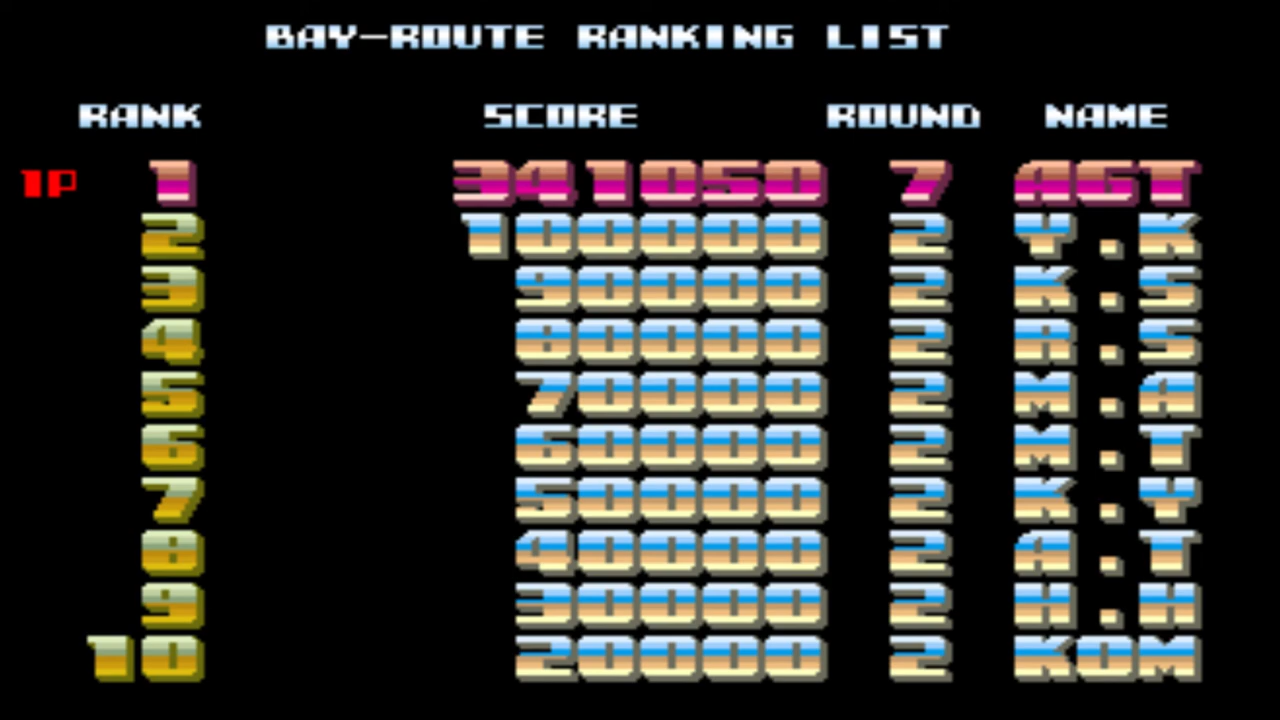 BAY-ROUTE RANKING LIST
RANK SCORE ROUND NAME
1P 1 341050 7 AGT
2 100000 2 Y.K
3 90000 2 K.S
4 80000 2 R.S
5 70000 2 M.A
6 60000 2 M.T
7 50000 2 K.Y
8 40000 2 A.T
9 30000 2 H.H
10 20000 2 KOM